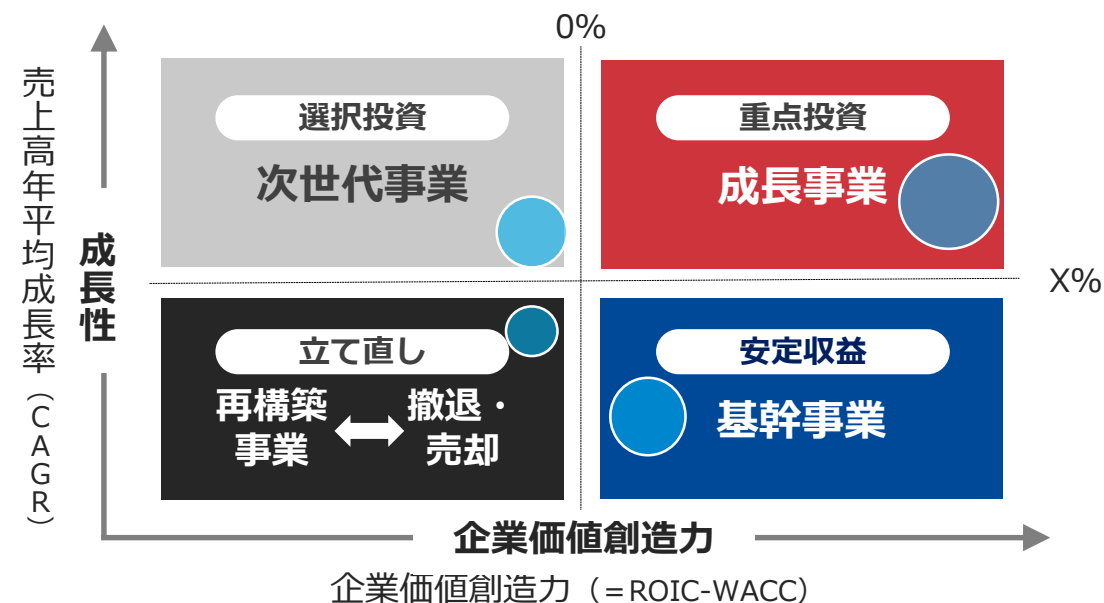 0%
売上高年平均成長率（CAGR）
成長性
選択投資
次世代事業
重点投資
成長事業
X%
立て直し
再構築
事業
撤退・
売却
安定収益
基幹事業
企業価値創造力
企業価値創造力（=ROIC-WACC）